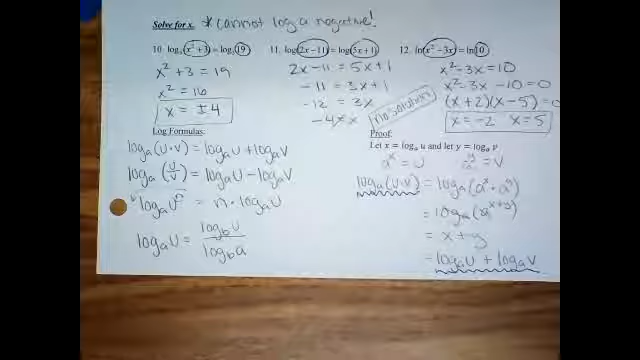 Solve for x. *cannot log a negative!
10. log₃(x²+3) = log₃(19)
x² + 3 = 19
x² = 16
x = ±4
11. log(2x−11) = log(5x+1)
2x−11 = 5x+1
−11 = 3x+1
−12 = 3x
−4 = x
no solution
12. ln(x²−3x) = ln(10)
x²−3x = 10
x²−3x−10 = 0
(x+2)(x−5) = 0
x = −2 x = 5
Log Formulas:
logₐ(U·V) = logₐU + logₐV
logₐ(U/V) = logₐU − logₐV
logₐUⁿ = n·logₐU
logₐU = log_b U / log_b a
Proof:
Let x = logₐ u and let y = logₐ v
aˣ = U aʸ = V
logₐ(U·V) = logₐ(aˣ·aʸ)
= logₐ(aˣ⁺ʸ)
= x + y
= logₐU + logₐV